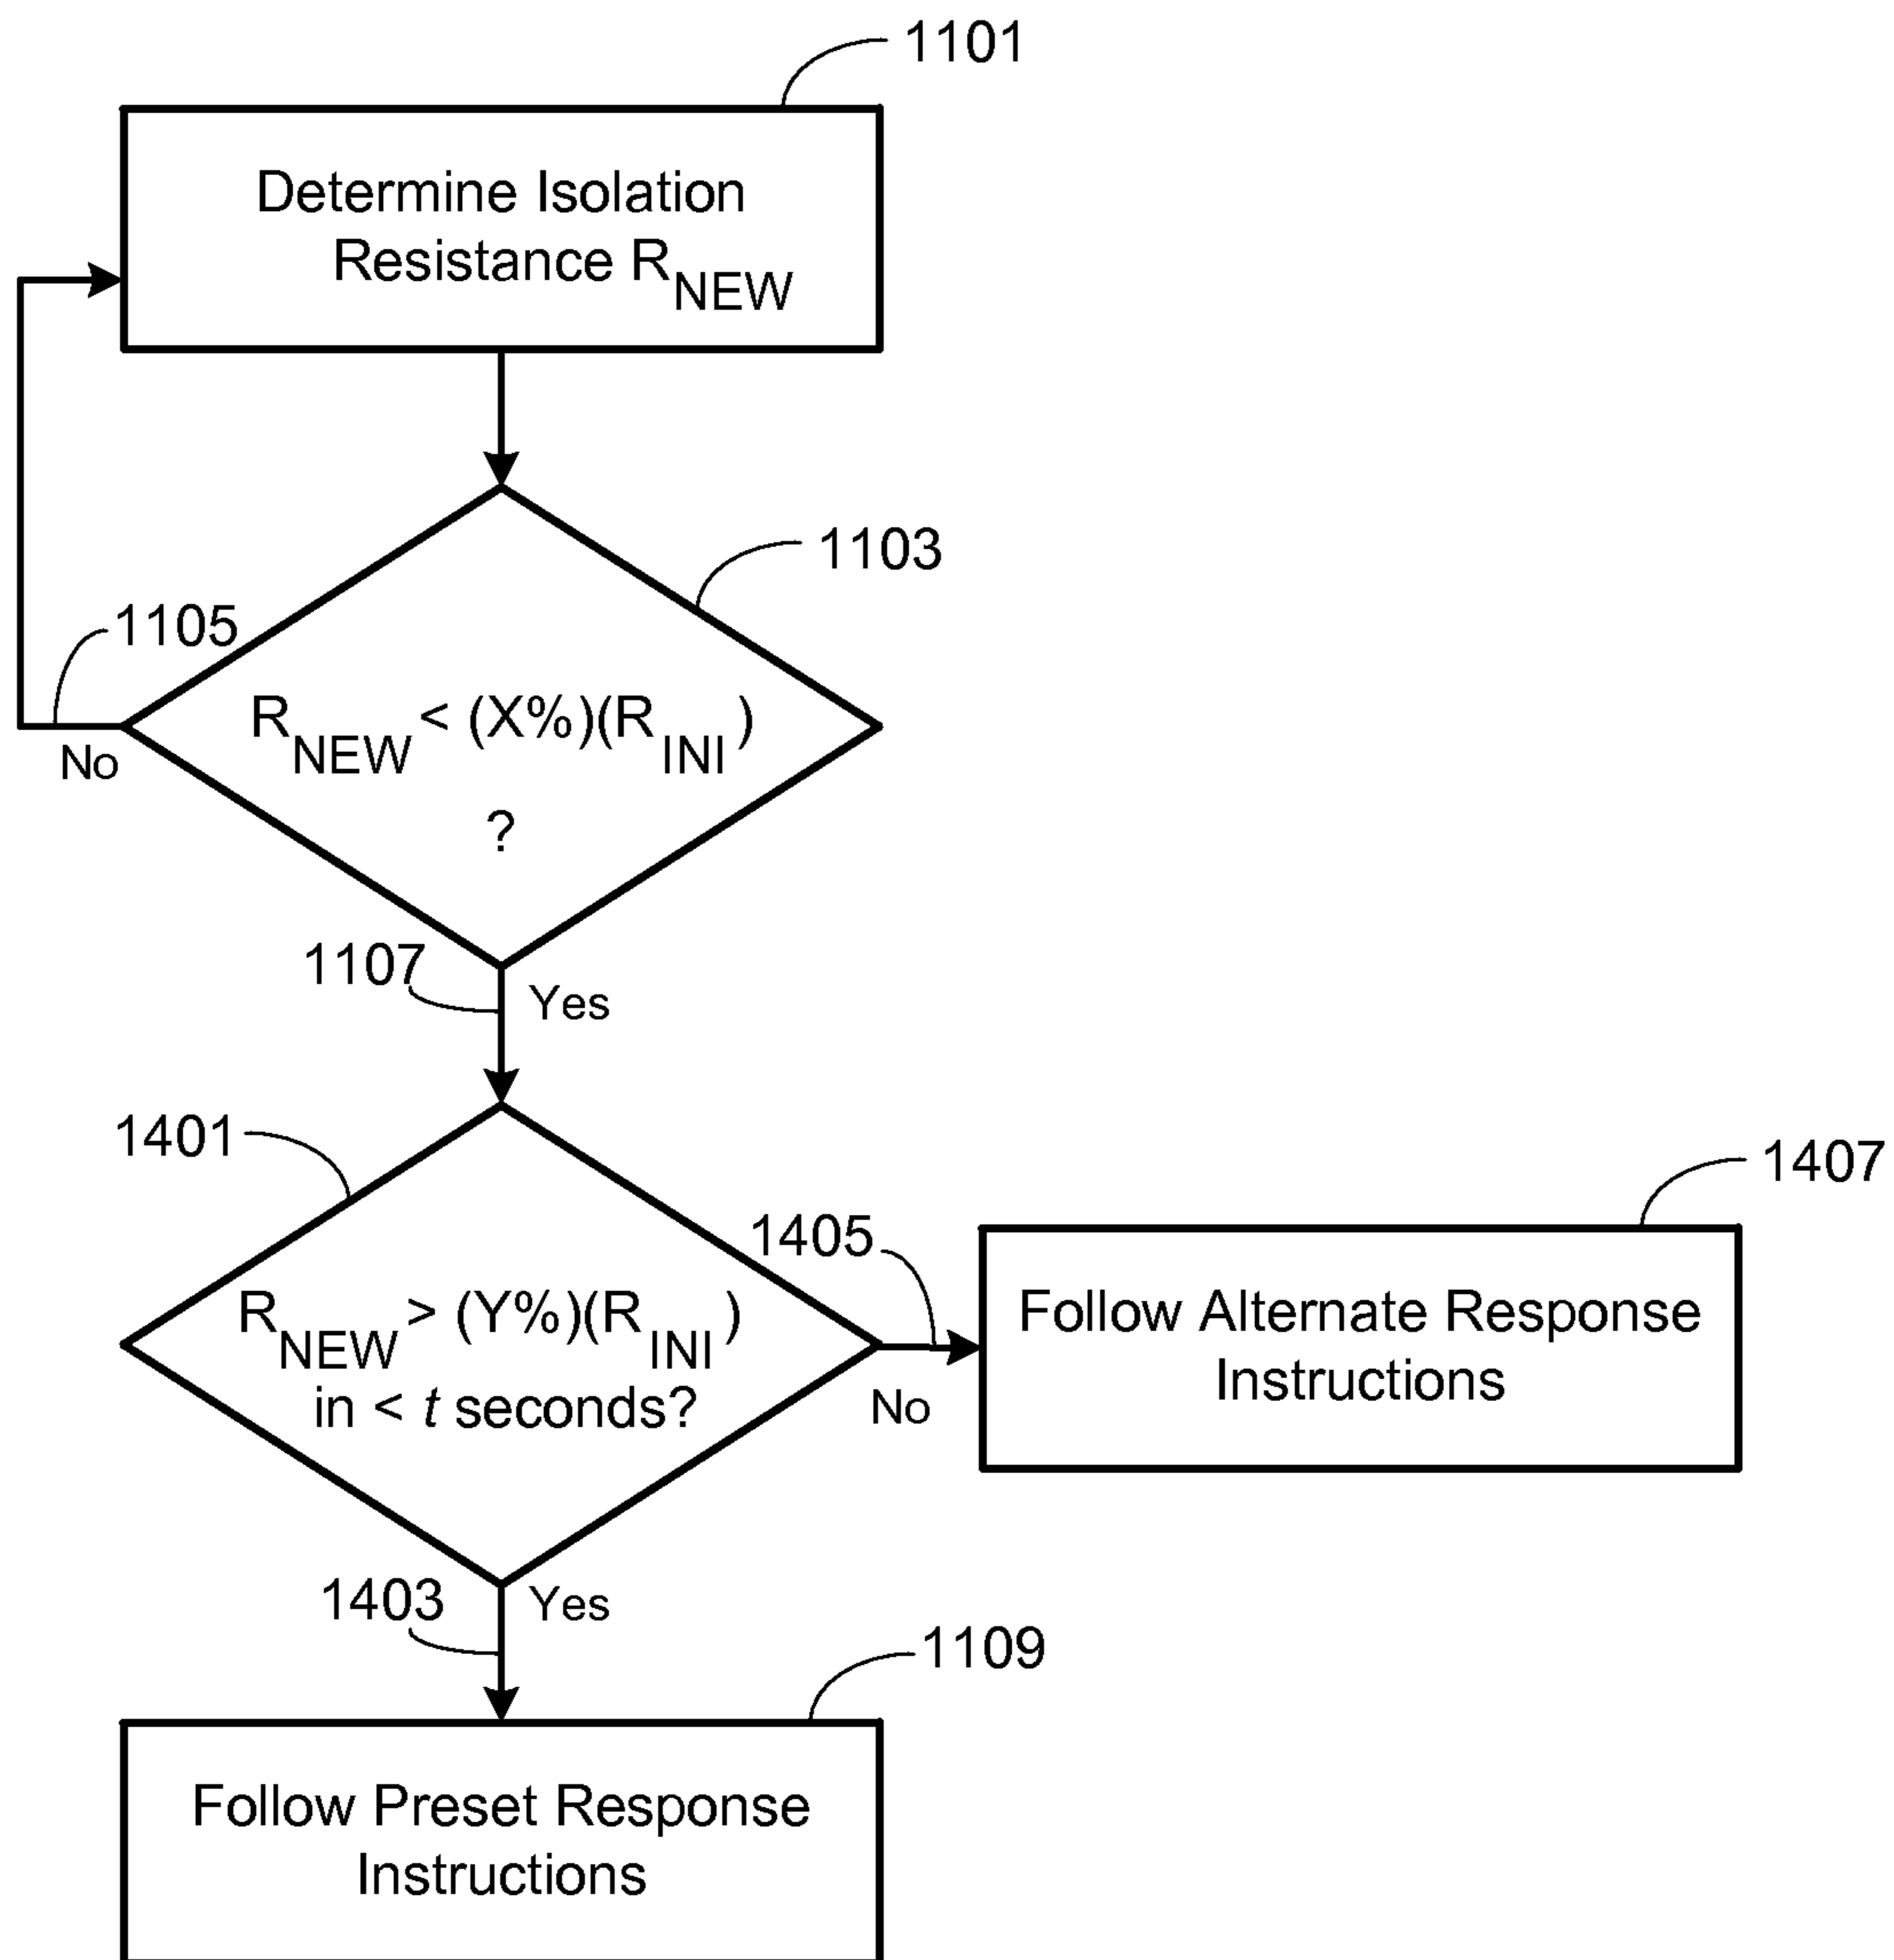 1101
Determine Isolation
Resistance RNEW
1103
1105
RNEW < (X%)(RINI)
?
No
1107
Yes
1401
1407
1405
RNEW > (Y%)(RINI)
in < t seconds?
No
Follow Alternate Response
Instructions
1403
Yes
1109
Follow Preset Response
Instructions